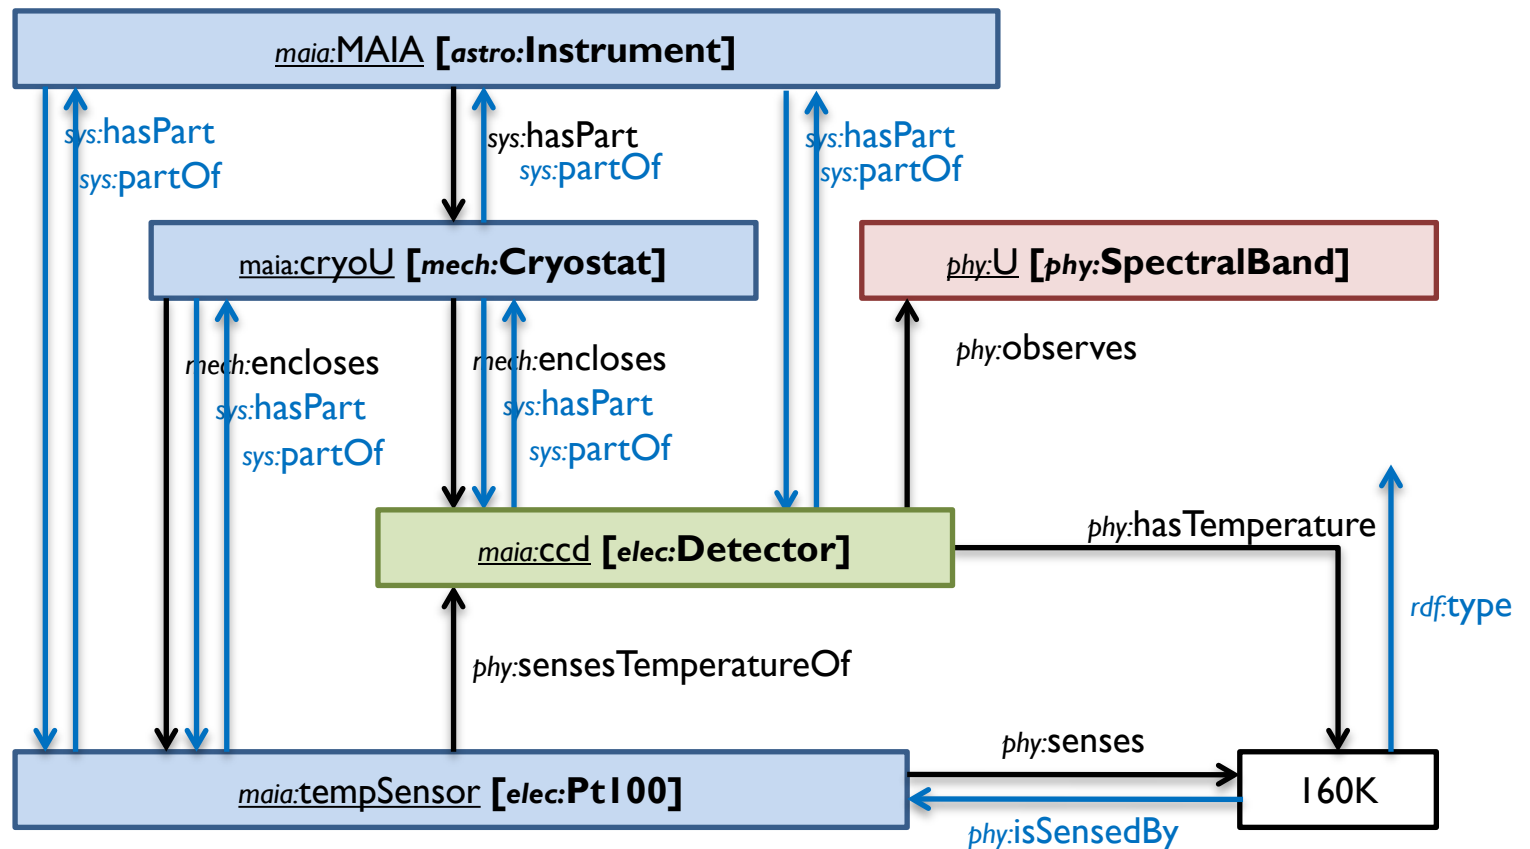 maia:MAIA [astro:Instrument]
sys:hasPart
sys:partOf
sys:hasPart
sys:partOf
sys:hasPart
sys:partOf
maia:cryoU [mech:Cryostat]
phy:U [phy:SpectralBand]
mech:encloses
sys:hasPart
sys:partOf
mech:encloses
sys:hasPart
sys:partOf
phy:observes
maia:ccd [elec:Detector]
phy:hasTemperature
rdf:type
phy:sensesTemperatureOf
phy:senses
maia:tempSensor [elec:Pt100]
160K
phy:isSensedBy